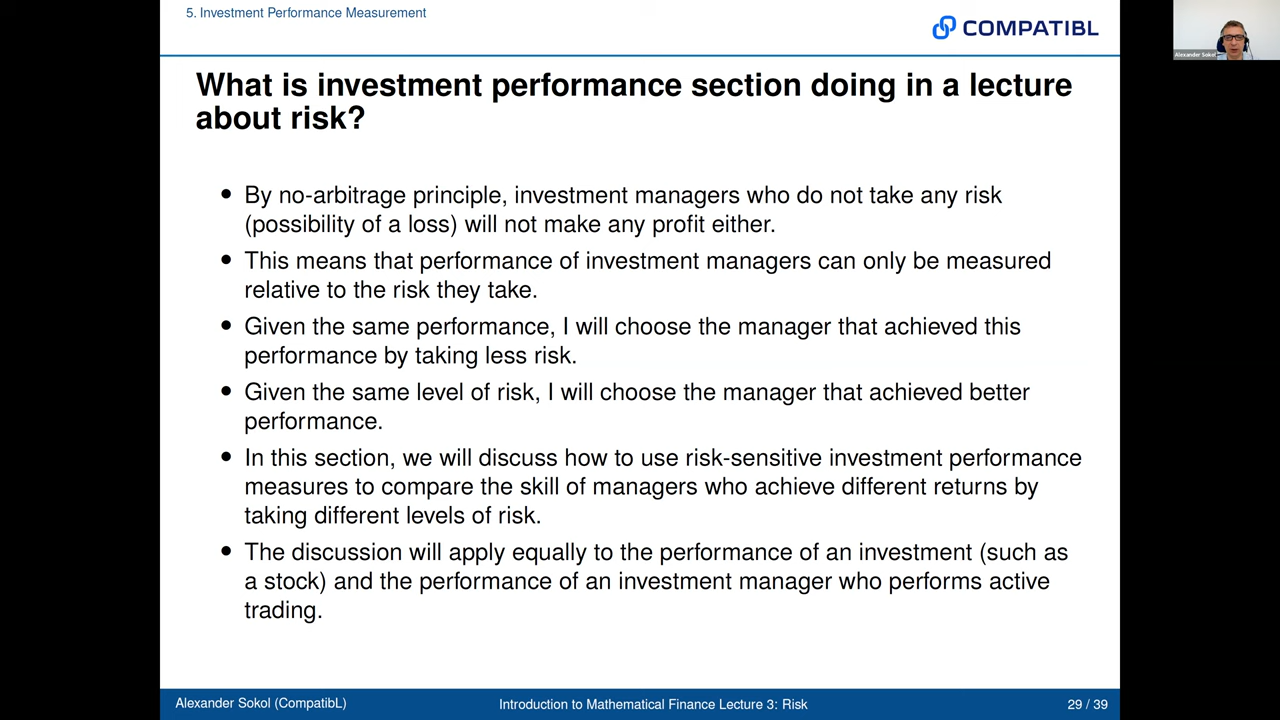 5. Investment Performance Measurement
COMPATIBL
Alexander Sokol
What is investment performance section doing in a lecture
about risk?
• By no-arbitrage principle, investment managers who do not take any risk
(possibility of a loss) will not make any profit either.
• This means that performance of investment managers can only be measured
relative to the risk they take.
• Given the same performance, I will choose the manager that achieved this
performance by taking less risk.
• Given the same level of risk, I will choose the manager that achieved better
performance.
• In this section, we will discuss how to use risk-sensitive investment performance
measures to compare the skill of managers who achieve different returns by
taking different levels of risk.
• The discussion will apply equally to the performance of an investment (such as
a stock) and the performance of an investment manager who performs active
trading.
Alexander Sokol (CompatibL)
Introduction to Mathematical Finance Lecture 3: Risk
29 / 39